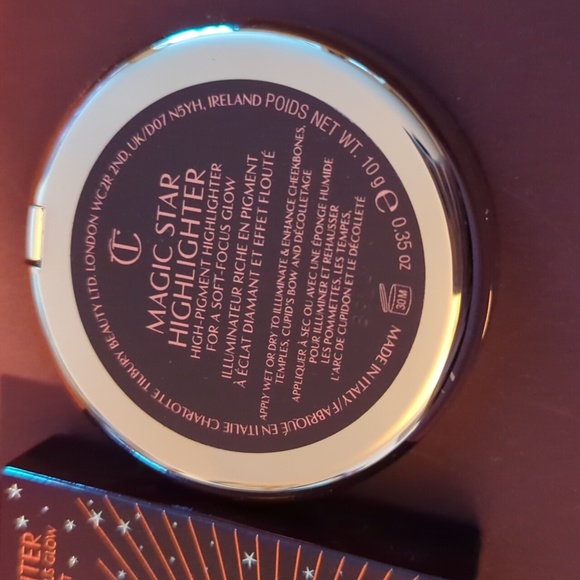 CT
MAGIC STAR
HIGHLIGHTER
HIGH-PIGMENT HIGHLIGHTER
FOR A SOFT-FOCUS GLOW
ILLUMINATEUR RICHE EN PIGMENT
À ÉCLAT DIAMANT ET EFFET FLOUTÉ
APPLY WET OR DRY TO ILLUMINATE & ENHANCE CHEEKBONES,
TEMPLES, CUPID'S BOW AND DÉCOLLETAGE
APPLIQUER À SEC OU AVEC UNE ÉPONGE HUMIDE
POUR ILLUMINER ET REHAUSSER
LES POMMETTES, LES TEMPES,
L'ARC DE CUPIDON ET LE DÉCOLLETÉ
30M
CHARLOTTE TILBURY BEAUTY LTD. LONDON WC2R 2ND, UK/D07 N5YH, IRELAND POIDS NET WT. 10g e 0.35 oz
MADE IN ITALY/FABRIQUÉ EN ITALIE
GLOW